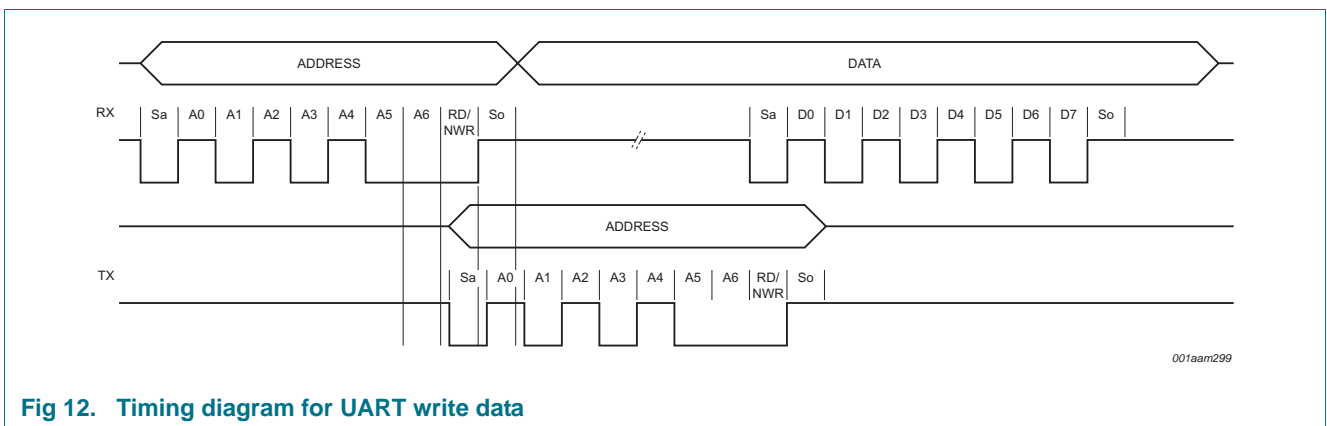 ADDRESS DATA
RX Sa A0 A1 A2 A3 A4 A5 A6 RD/ So Sa D0 D1 D2 D3 D4 D5 D6 D7 So
NWR
ADDRESS
TX Sa A0 A1 A2 A3 A4 A5 A6 RD/ So
NWR
001aam299
Fig 12. Timing diagram for UART write data